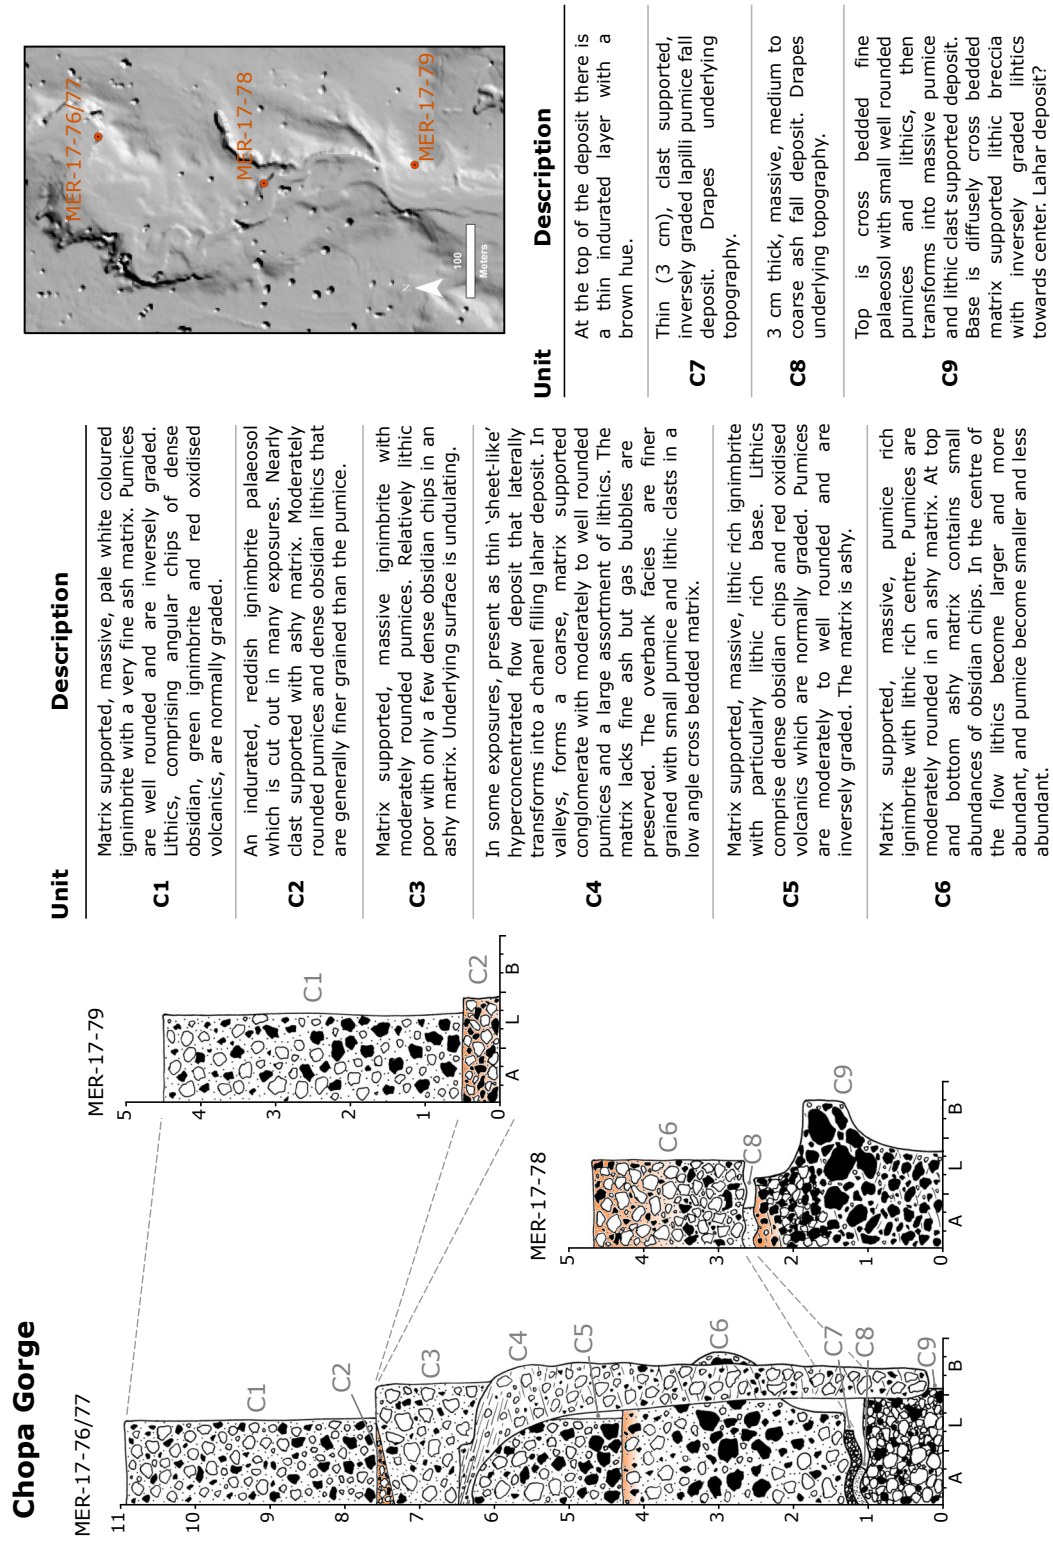 Chopa Gorge
MER-17-76/77
11
10
9
8
7
6
5
4
3
2
1
0
A
L
B
C1
C2
C3
C4
C5
C6
C7
C8
C9
MER-17-79
5
4
3
2
1
0
A
L
B
C1
C2
MER-17-78
5
4
3
2
1
0
A
L
B
C6
C8
C9
Unit
Description
C1
Matrix supported, massive, pale white coloured
ignimbrite with a very fine ash matrix. Pumices
are well rounded and are inversely graded.
Lithics, comprising angular chips of dense
obsidian, green ignimbrite and red oxidised
volcanics, are normally graded.
C2
An indurated, reddish ignimbrite palaeosol
which is cut out in many exposures. Nearly
clast supported with ashy matrix. Moderately
rounded pumices and dense obsidian lithics that
are generally finer grained than the pumice.
C3
Matrix supported, massive ignimbrite with
moderately rounded pumices. Relatively lithic
poor with only a few dense obsidian chips in an
ashy matrix. Underlying surface is undulating.
C4
In some exposures, present as thin ‘sheet-like’
hyperconcentrated flow deposit that laterally
transforms into a chanel filling lahar deposit. In
valleys, forms a coarse, matrix supported
conglomerate with moderately to well rounded
pumices and a large assortment of lithics. The
matrix lacks fine ash but gas bubbles are
preserved. The overbank facies are finer
grained with small pumice and lithic clasts in a
low angle cross bedded matrix.
C5
Matrix supported, massive, lithic rich ignimbrite
with particularly lithic rich base. Lithics
comprise dense obsidian chips and red oxidised
volcanics which are normally graded. Pumices
are moderately to well rounded and are
inversely graded. The matrix is ashy.
C6
Matrix supported, massive, pumice rich
ignimbrite with lithic rich centre. Pumices are
moderately rounded in an ashy matrix. At top
and bottom ashy matrix contains small
abundances of obsidian chips. In the centre of
the flow lithics become larger and more
abundant, and pumice become smaller and less
abundant.
MER-17-76/77
MER-17-78
MER-17-79
N
100
Meters
Unit
Description
At the top of the deposit there is
a thin indurated layer with a
brown hue.
C7
Thin (3 cm), clast supported,
inversely graded lapilli pumice fall
deposit. Drapes underlying
topography.
C8
3 cm thick, massive, medium to
coarse ash fall deposit. Drapes
underlying topography.
C9
Top is cross bedded fine
palaeosol with small well rounded
pumices and lithics, then
transforms into massive pumice
and lithic clast supported deposit.
Base is diffusely cross bedded
matrix supported lithic breccia
with inversely graded lihtics
towards center. Lahar deposit?